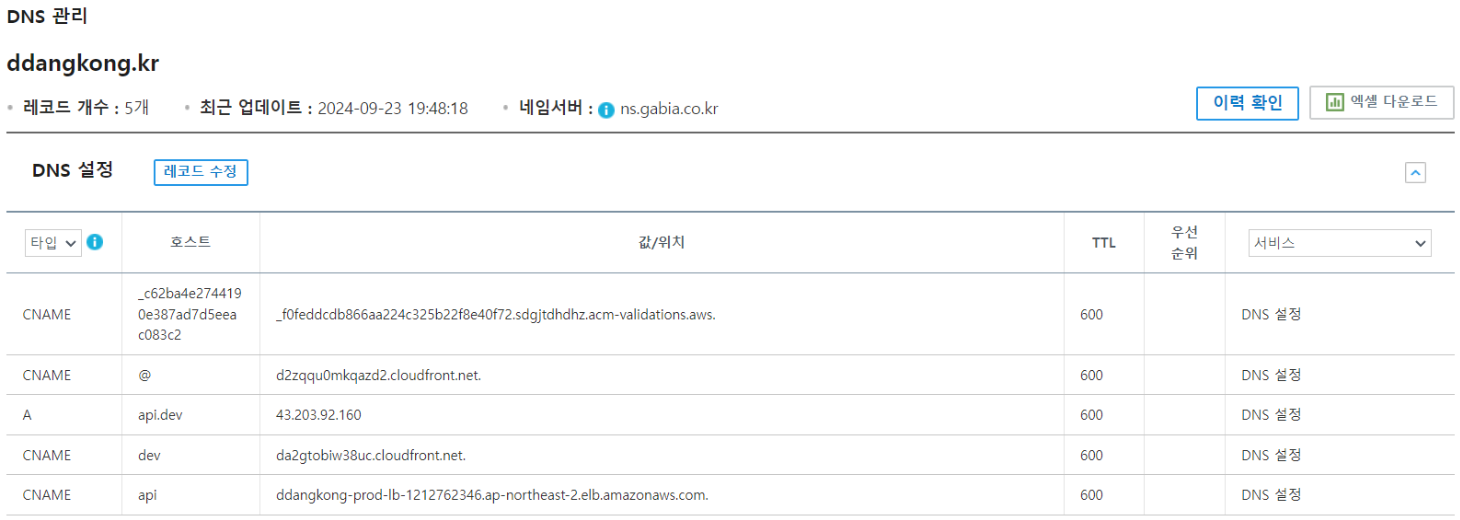 DNS 관리
ddangkong.kr
• 레코드 개수 : 5개 • 최근 업데이트 : 2024-09-23 19:48:18 • 네임서버 : ns.gabia.co.kr 이력 확인 엑셀 다운로드
DNS 설정 레코드 수정
타입 호스트 값/위치 TTL 우선 순위 서비스
CNAME _c62ba4e274419 0e387ad7d5eea c083c2 _f0feddcdb866aa224c325b22f8e40f72.sdgjtdhdhz.acm-validations.aws. 600 DNS 설정
CNAME @ d2zqqu0mkqazd2.cloudfront.net. 600 DNS 설정
A api.dev 43.203.92.160 600 DNS 설정
CNAME dev da2gtobiw38uc.cloudfront.net. 600 DNS 설정
CNAME api ddangkong-prod-lb-1212762346.ap-northeast-2.elb.amazonaws.com. 600 DNS 설정